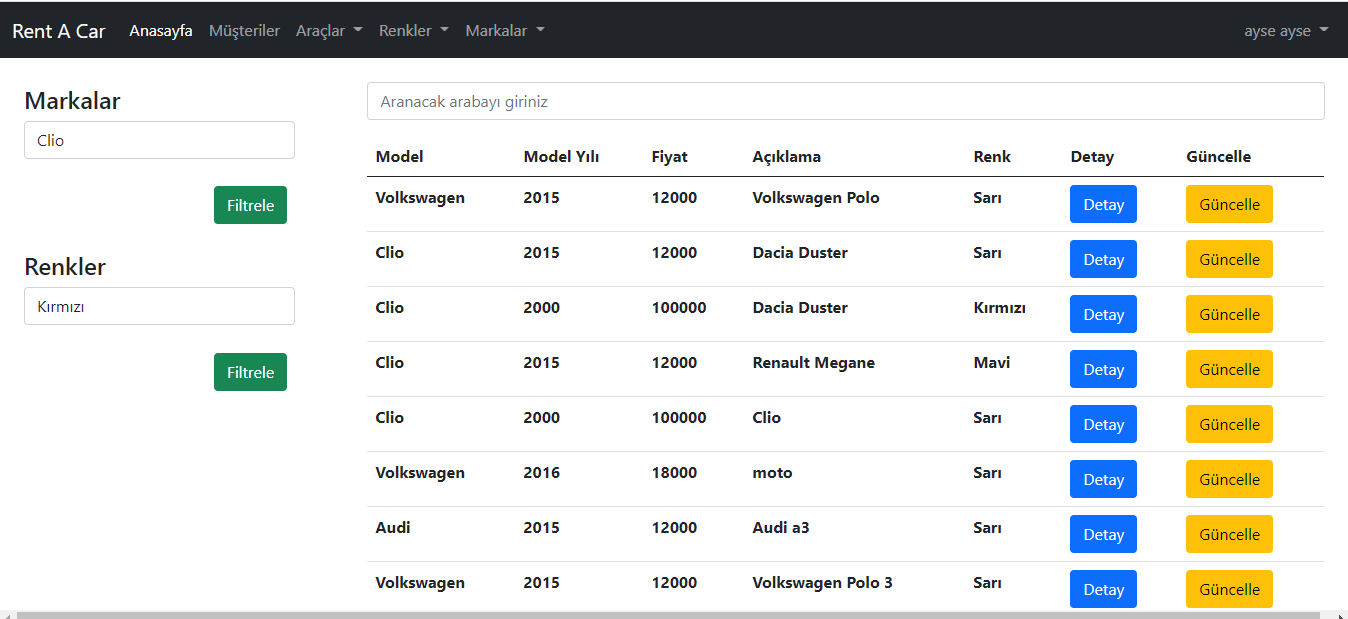 Rent A Car Anasayfa Müşteriler Araçlar Renkler Markalar ayse ayse
Markalar
Clio
Filtrele
Renkler
Kırmızı
Filtrele
Aranacak arabayı giriniz
Model Model Yılı Fiyat Açıklama Renk Detay Güncelle
Volkswagen 2015 12000 Volkswagen Polo Sarı Detay Güncelle
Clio 2015 12000 Dacia Duster Sarı Detay Güncelle
Clio 2000 100000 Dacia Duster Kırmızı Detay Güncelle
Clio 2015 12000 Renault Megane Mavi Detay Güncelle
Clio 2000 100000 Clio Sarı Detay Güncelle
Volkswagen 2016 18000 moto Sarı Detay Güncelle
Audi 2015 12000 Audi a3 Sarı Detay Güncelle
Volkswagen 2015 12000 Volkswagen Polo 3 Sarı Detay Güncelle